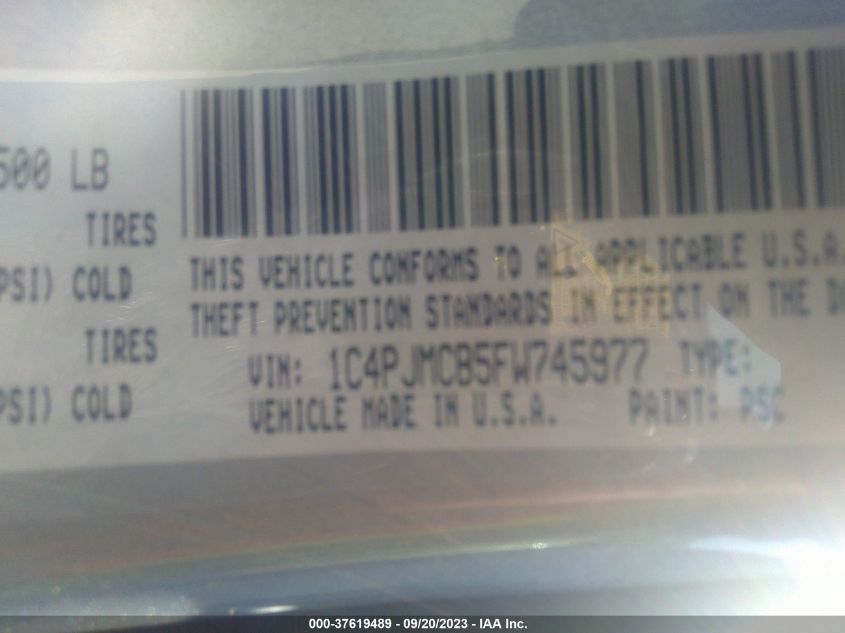 500 LB
TIRES
PSI) COLD
TIRES
PSI) COLD
THIS VEHICLE CONFORMS TO ALL APPLICABLE U.S.A.
THEFT PREVENTION STANDARDS IN EFFECT ON THE DA
VIN: 1C4PJMCB5FW745977 TYPE:
VEHICLE MADE IN U.S.A. PAINT: PSC
000-37619489 - 09/20/2023 - IAA Inc.